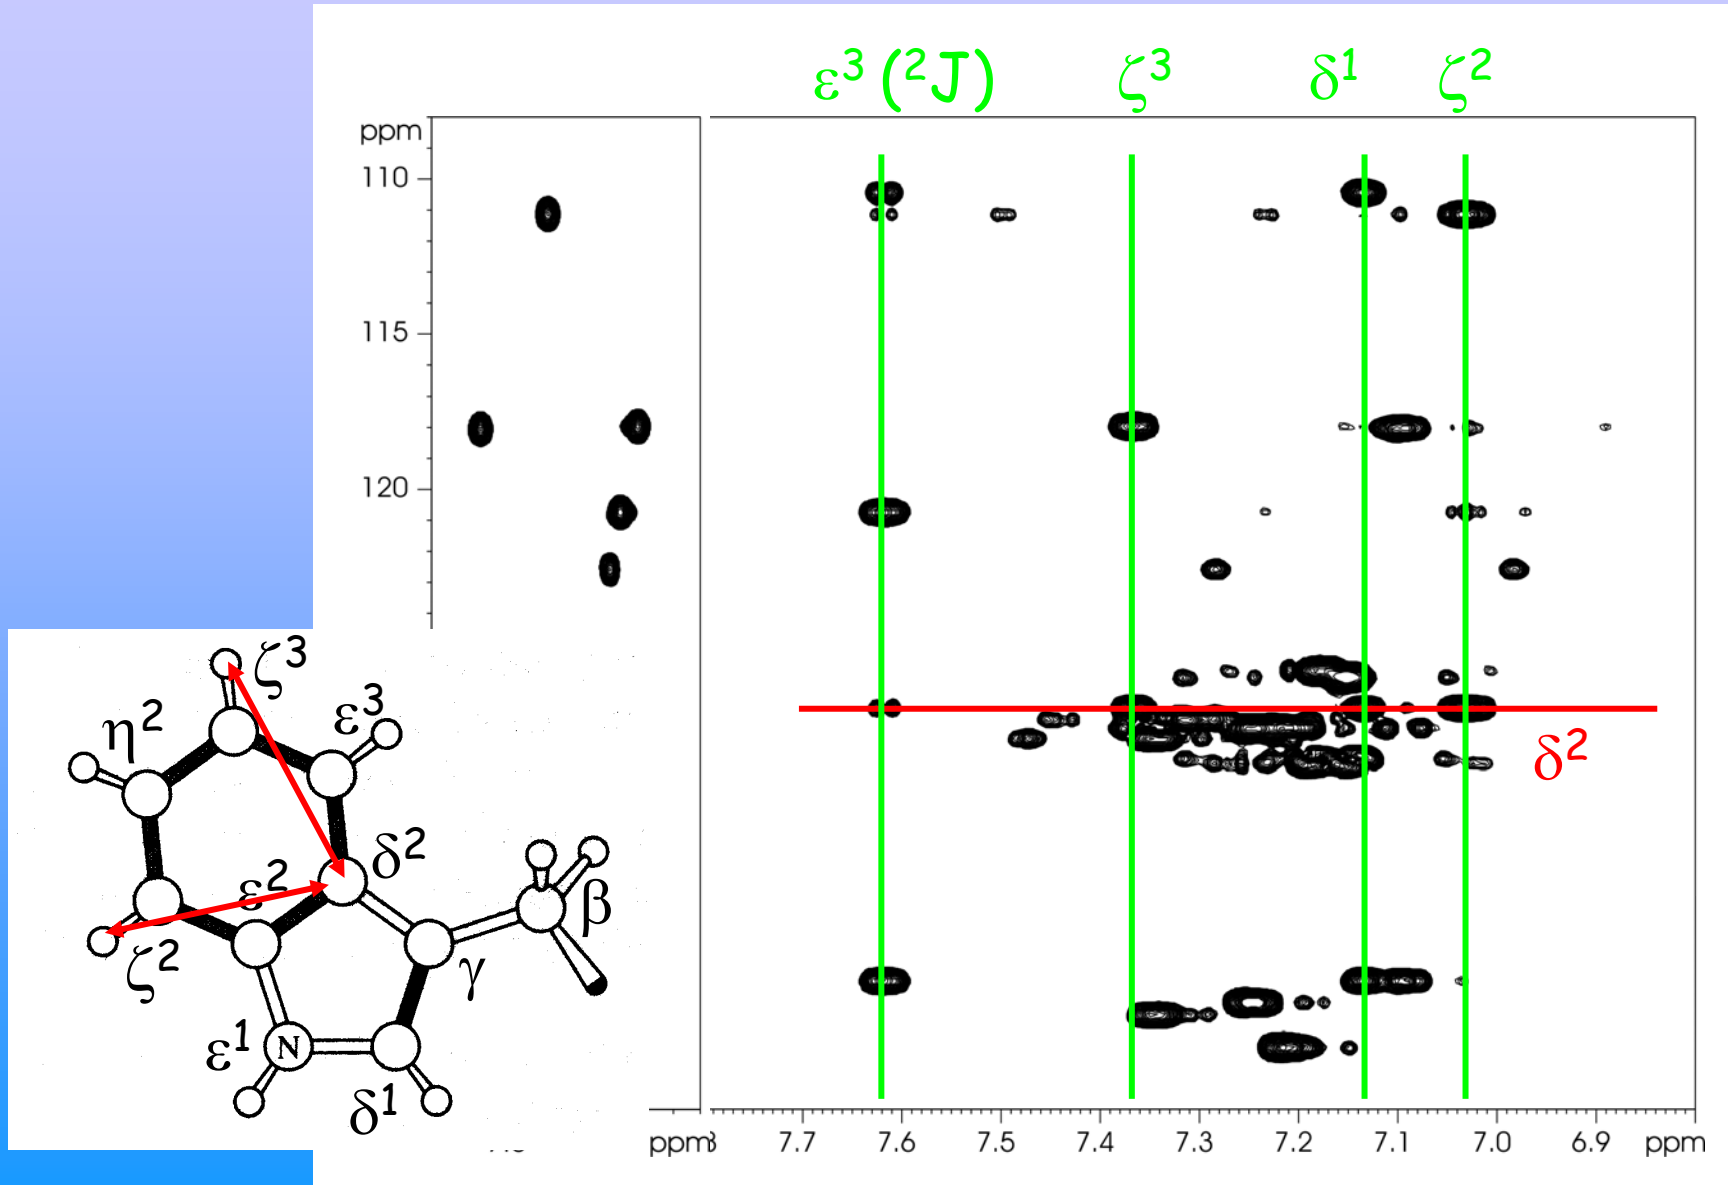 ε³ (²J) ζ³ δ¹ ζ²
ppm
110
115
120
δ²
ζ³
ε³
η²
δ²
ε²
β
ζ²
γ
ε¹ N
δ¹
ppm 7.7 7.6 7.5 7.4 7.3 7.2 7.1 7.0 6.9 ppm